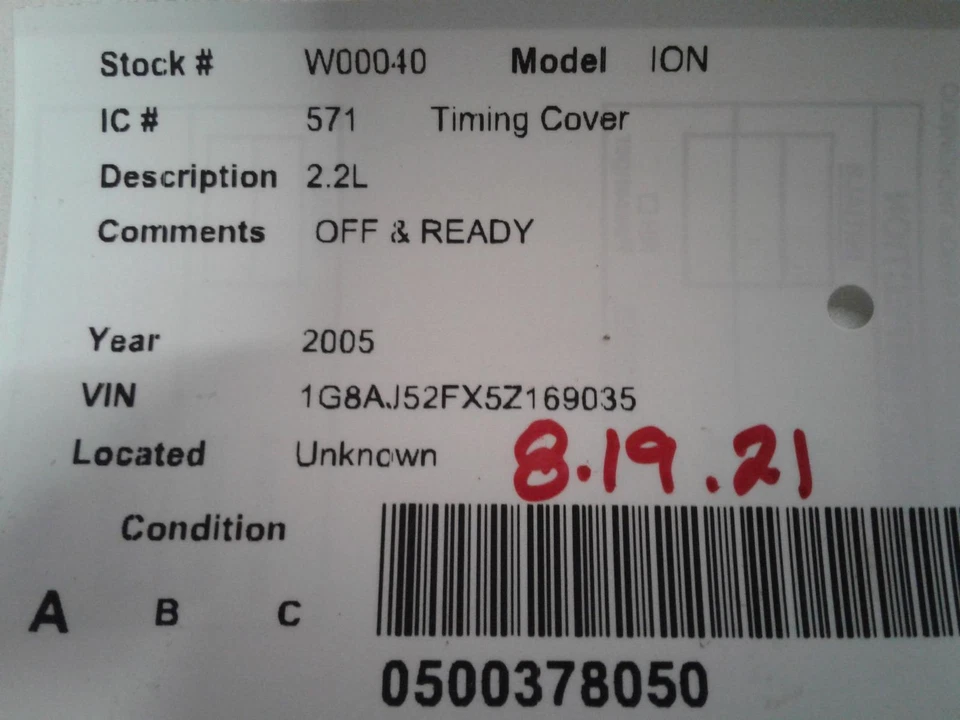 Stock # W00040 Model ION
IC # 571 Timing Cover
Description 2.2L
Comments OFF & READY
Year 2005
VIN 1G8AJ52FX5Z169035
Located Unknown 8.19.21
Condition
A B C
0500378050